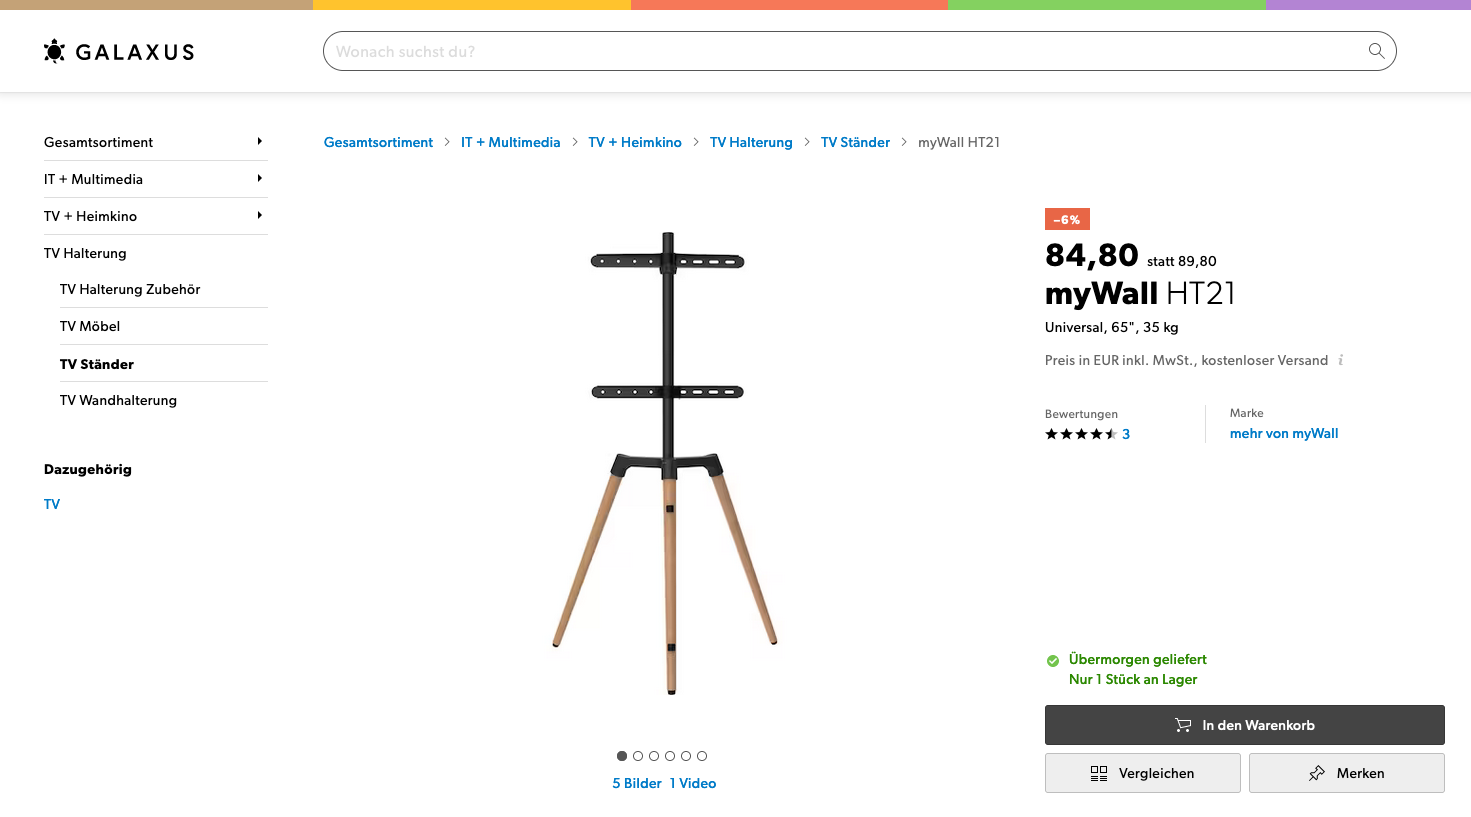 GALAXUS
Wonach suchst du?
Gesamtsortiment
IT + Multimedia
TV + Heimkino
TV Halterung
TV Halterung Zubehör
TV Möbel
TV Ständer
TV Wandhalterung
Dazugehörig
TV
Gesamtsortiment > IT + Multimedia > TV + Heimkino > TV Halterung > TV Ständer > myWall HT21
5 Bilder 1 Video
–6%
84,80 statt 89,80
myWall HT21
Universal, 65", 35 kg
Preis in EUR inkl. MwSt., kostenloser Versand i
Bewertungen
3
Marke
mehr von myWall
Übermorgen geliefert
Nur 1 Stück an Lager
In den Warenkorb
Vergleichen
Merken